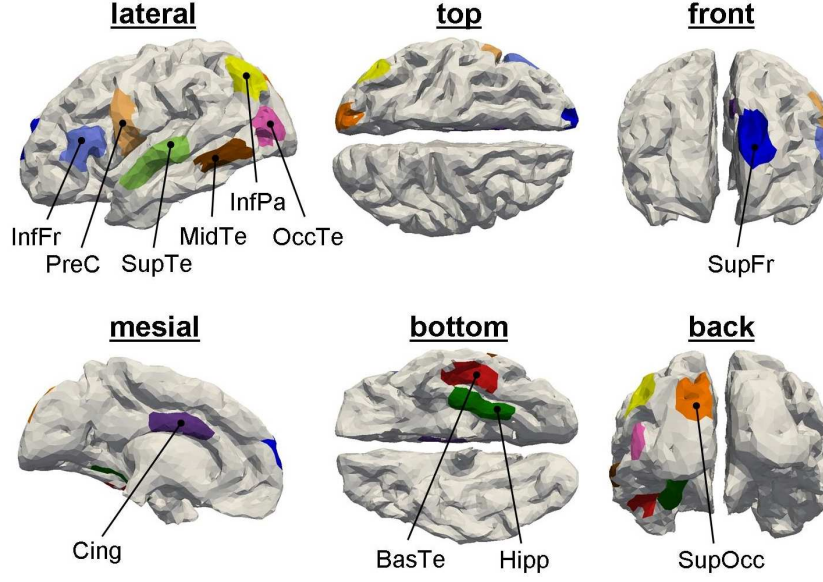 lateral
top
front
InfPa
InfFr
MidTe
OccTe
PreC
SupTe
SupFr
mesial
bottom
back
Cing
BasTe
Hipp
SupOcc